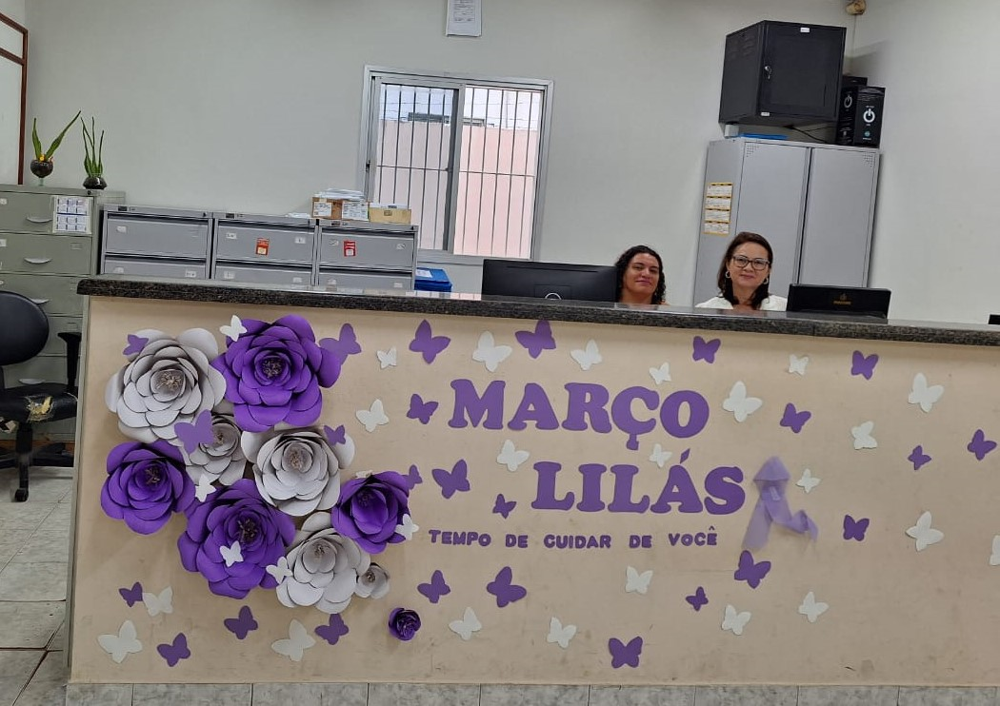 MARÇO
LILÁS
TEMPO DE CUIDAR DE VOCÊ